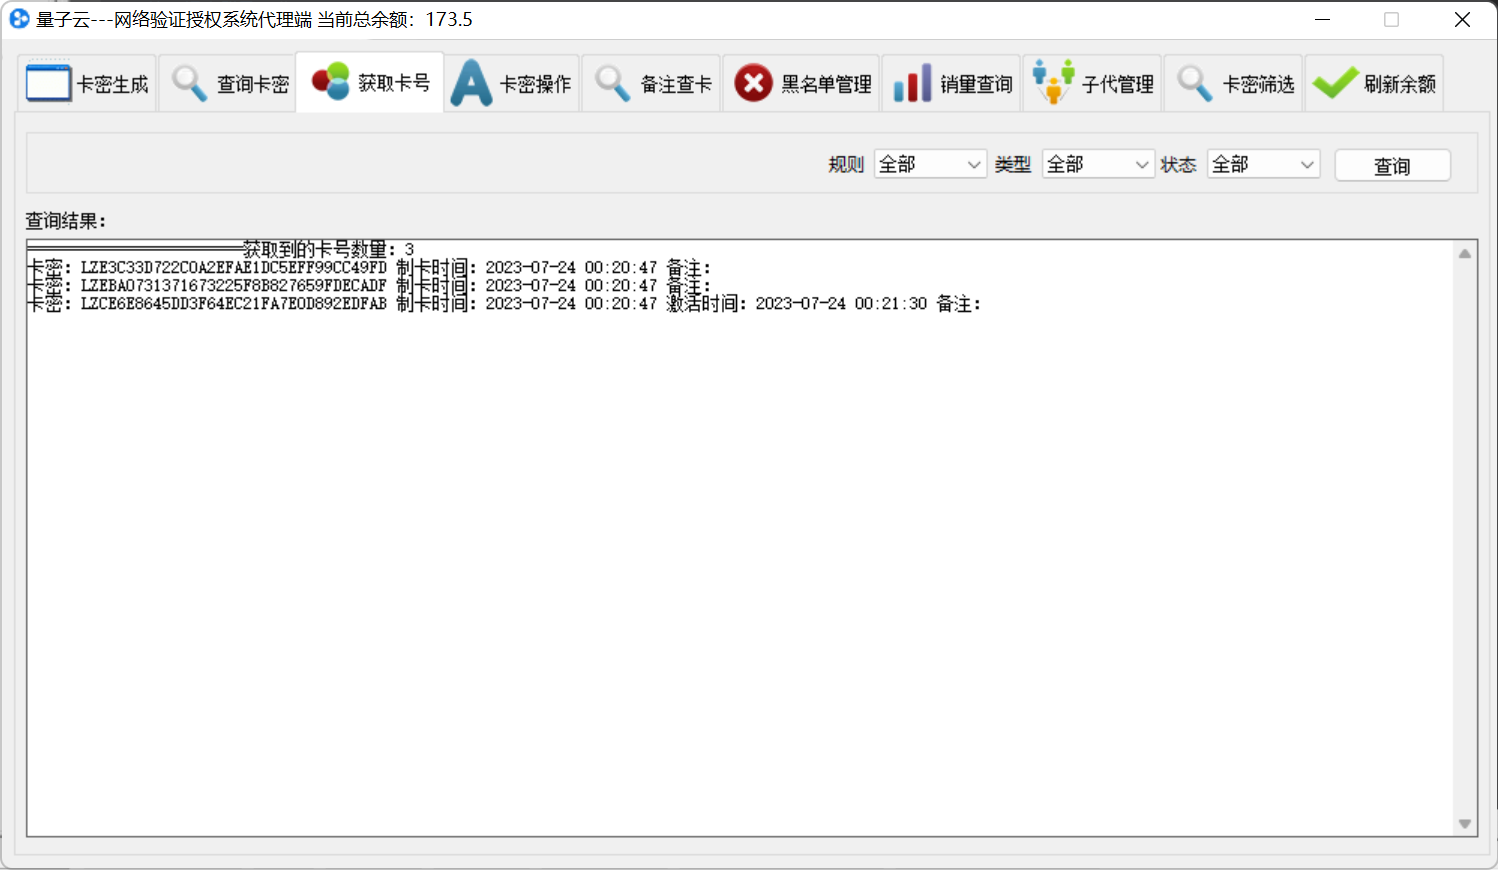 量子云---网络验证授权系统代理端 当前总余额：173.5
卡密生成 查询卡密 获取卡号 卡密操作 备注查卡 黑名单管理 销量查询 子代管理 卡密筛选 刷新余额
规则 全部 类型 全部 状态 全部 查询
查询结果：
════════════════════════获取到的卡号数量：3
卡密：LZE3C33D722C0A2EFAE1DC5EFF99CC49FD 制卡时间：2023-07-24 00:20:47 备注：
卡密：LZEBA0731371673225F8B827659FDECADF 制卡时间：2023-07-24 00:20:47 备注：
卡密：LZCE6E8645DD3F64EC21FA7E0D892EDFAB 制卡时间：2023-07-24 00:20:47 激活时间：2023-07-24 00:21:30 备注：